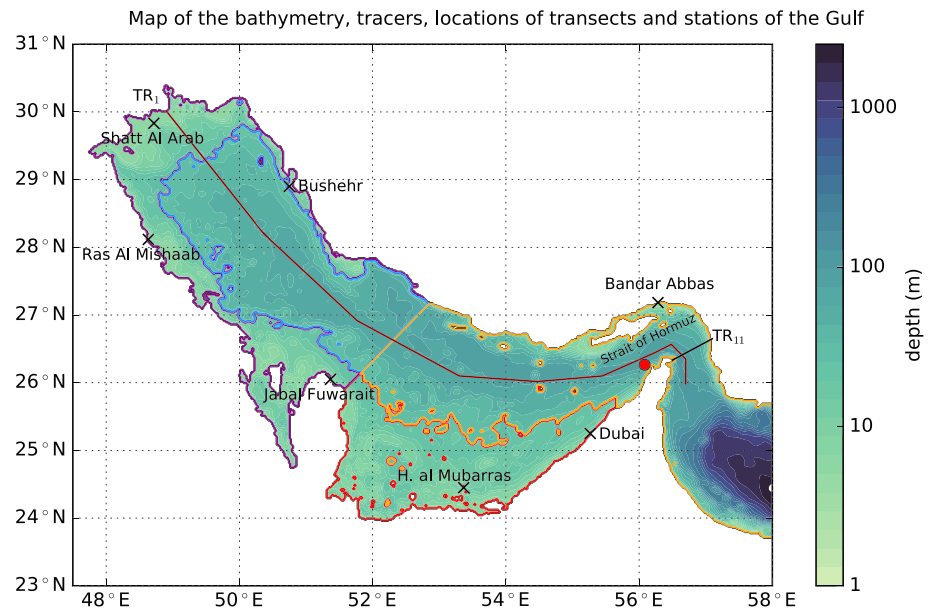 Map of the bathymetry, tracers, locations of transects and stations of the Gulf
31°N
30°N
29°N
28°N
27°N
26°N
25°N
24°N
23°N
48°E
50°E
52°E
54°E
56°E
58°E
TR₁
Shatt Al Arab
Bushehr
Ras Al Mishaab
Bandar Abbas
Strait of Hormuz
TR₁₁
Jabal Fuwarait
Dubai
H. al Mubarras
1000
100
10
1
depth (m)